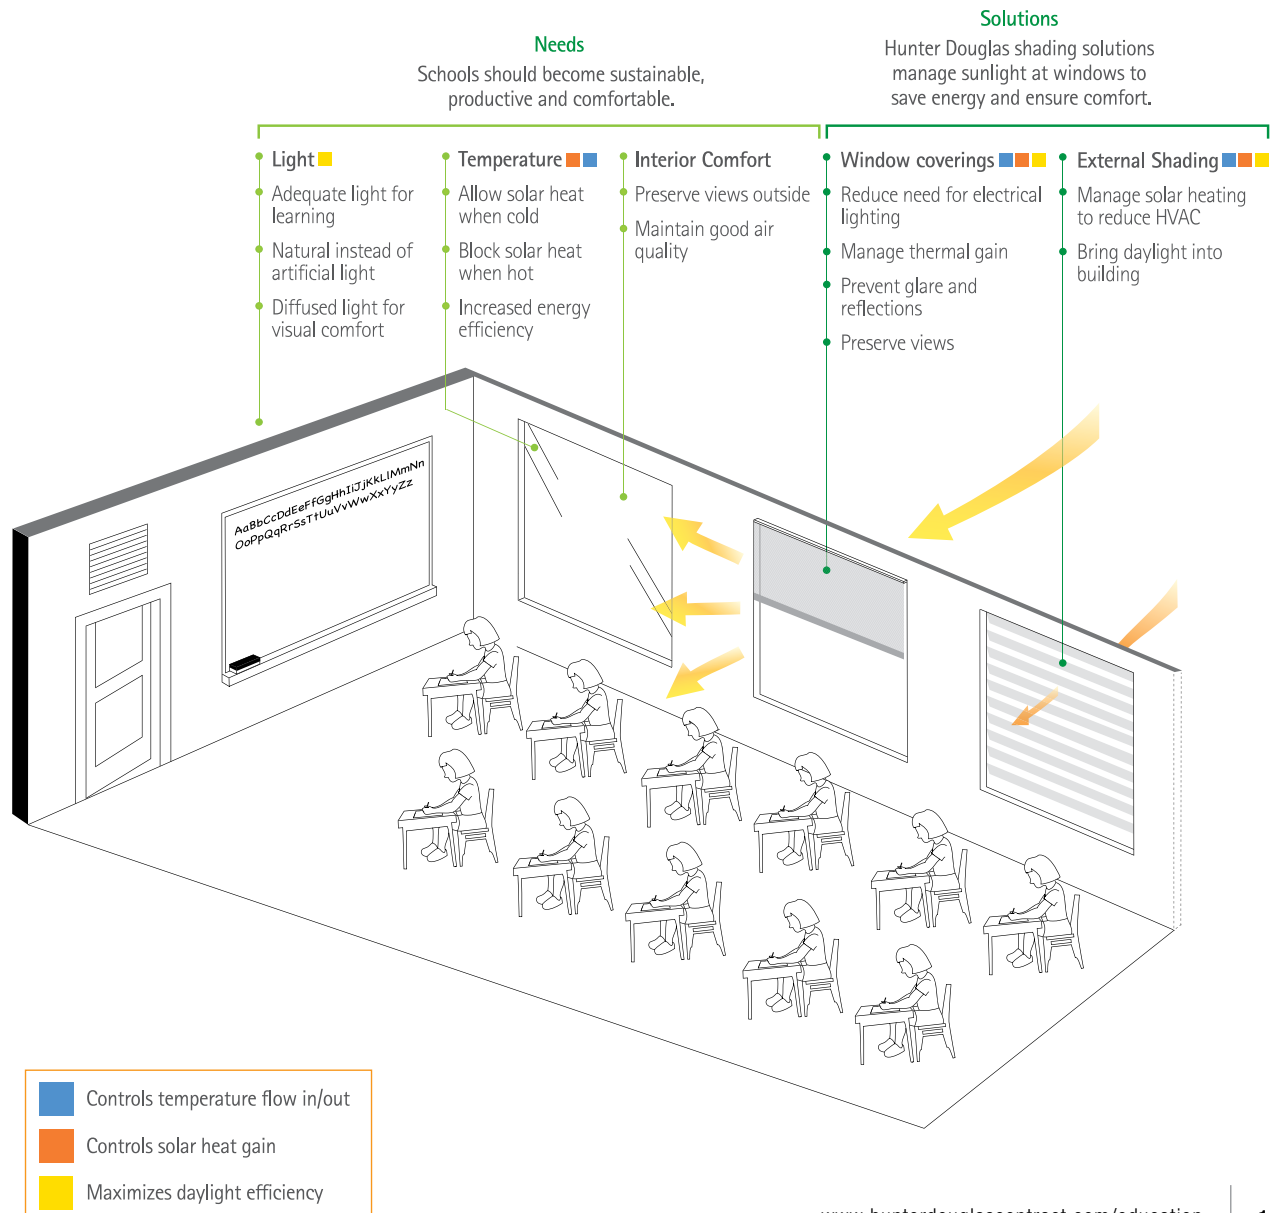 Needs
Schools should become sustainable,
productive and comfortable.
Solutions
Hunter Douglas shading solutions
manage sunlight at windows to
save energy and ensure comfort.
Light
Adequate light for
learning
Natural instead of
artificial light
Diffused light for
visual comfort
Temperature
Allow solar heat
when cold
Block solar heat
when hot
Increased energy
efficiency
Interior Comfort
Preserve views outside
Maintain good air
quality
Window coverings
Reduce need for electrical
lighting
Manage thermal gain
Prevent glare and
reflections
Preserve views
External Shading
Manage solar heating
to reduce HVAC
Bring daylight into
building
AaBbCcDdEeFfGgHhIiJjKkLlMmNn
OoPpQqRrSsTtUuVvWwXxYyZz
Controls temperature flow in/out
Controls solar heat gain
Maximizes daylight efficiency
www.hunterdouglascontract.com/education